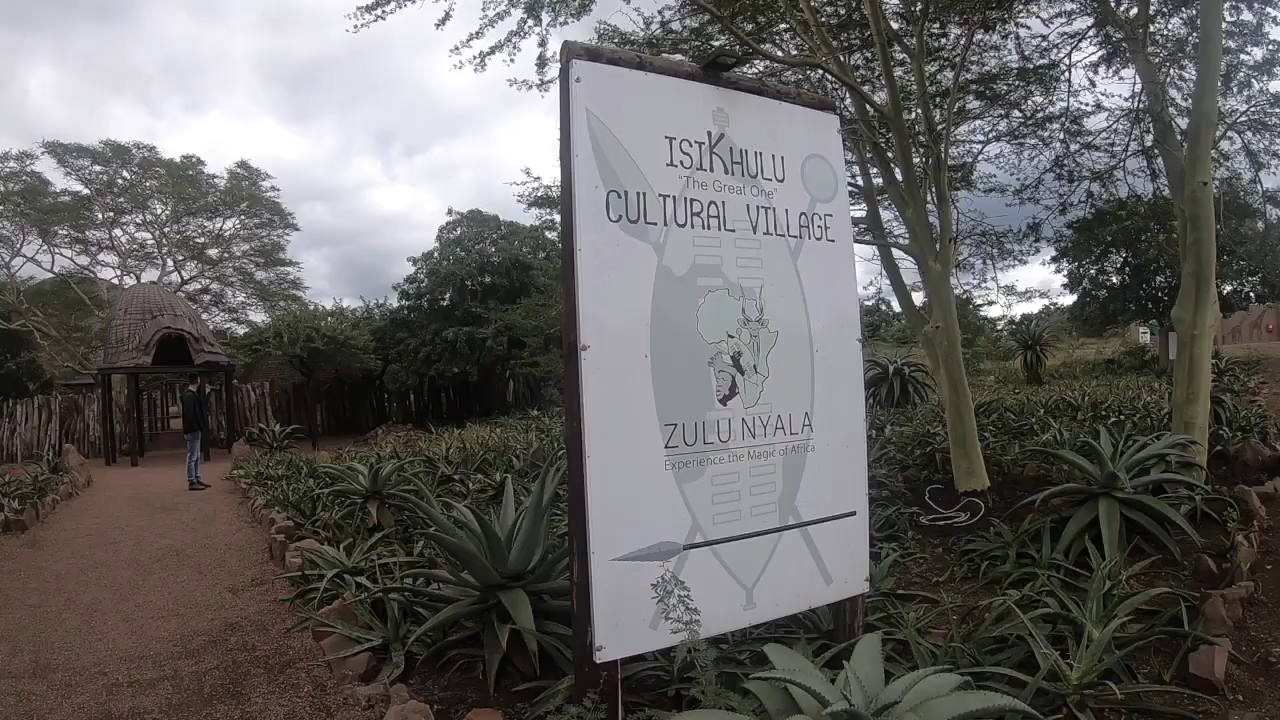 ISIKHULU
"The Great One"
CULTURAL VILLAGE
ZULU NYALA
Experience the Magic of Africa